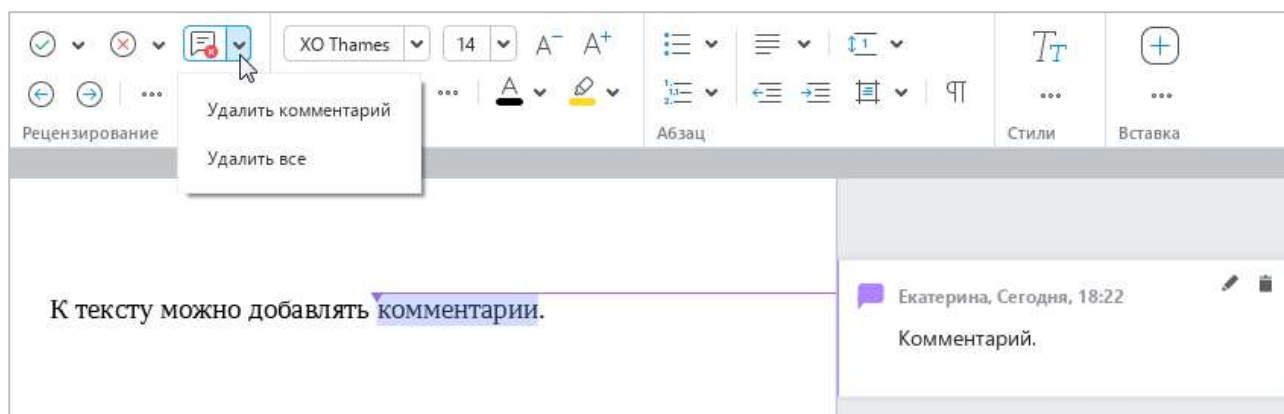 XO Thames 14
Удалить комментарий
Рецензирование Абзац Стили Вставка
Удалить все
К тексту можно добавлять комментарии.
Екатерина, Сегодня, 18:22
Комментарий.